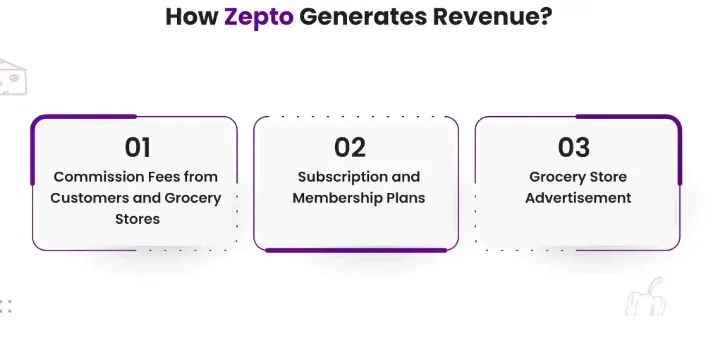 How Zepto Generates Revenue?
01
Commission Fees from
Customers and Grocery
Stores
02
Subscription and
Membership Plans
03
Grocery Store
Advertisement